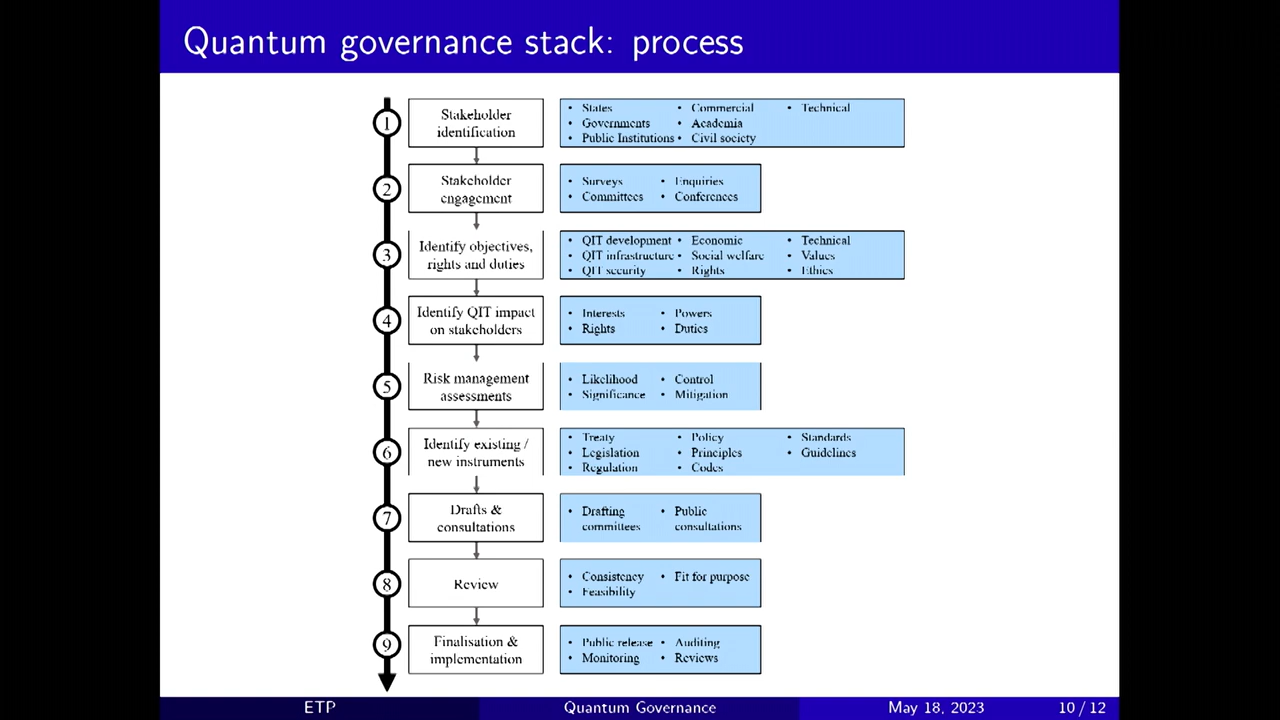 Quantum governance stack: process
1
Stakeholder
identification
• States
• Governments
• Public Institutions
• Commercial
• Academia
• Civil society
• Technical
2
Stakeholder
engagement
• Surveys
• Committees
• Enquiries
• Conferences
3
Identify objectives,
rights and duties
• QIT development
• QIT infrastructure
• QIT security
• Economic
• Social welfare
• Rights
• Technical
• Values
• Ethics
4
Identify QIT impact
on stakeholders
• Interests
• Rights
• Powers
• Duties
5
Risk management
assessments
• Likelihood
• Significance
• Control
• Mitigation
6
Identify existing /
new instruments
• Treaty
• Legislation
• Regulation
• Policy
• Principles
• Codes
• Standards
• Guidelines
7
Drafts &
consultations
• Drafting
committees
• Public
consultations
8
Review
• Consistency
• Feasibility
• Fit for purpose
9
Finalisation &
implementation
• Public release
• Monitoring
• Auditing
• Reviews
ETP
Quantum Governance
May 18, 2023
10 / 12